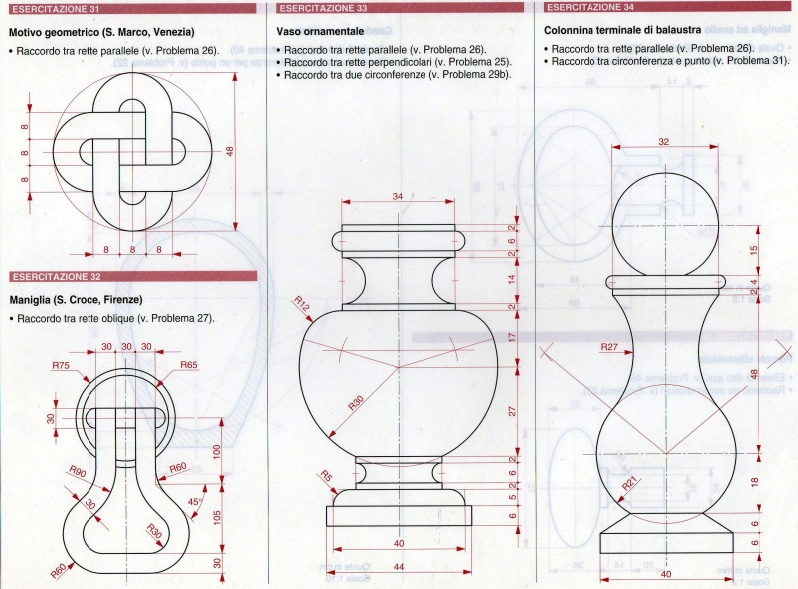 ESERCITAZIONE 31
Motivo geometrico (S. Marco, Venezia)
• Raccordo tra rette parallele (v. Problema 26).
8
8
8
48
8 8 8
ESERCITAZIONE 32
Maniglia (S. Croce, Firenze)
• Raccordo tra rette oblique (v. Problema 27).
30 30 30
R75
R65
30
100
R90
R60
30
45°
105
R30
R60
30
ESERCITAZIONE 33
Vaso ornamentale
• Raccordo tra rette parallele (v. Problema 26).
• Raccordo tra rette perpendicolari (v. Problema 25).
• Raccordo tra due circonferenze (v. Problema 29b).
34
2
6
2
14
2
R12
17
R30
27
2
6
2
R5
5
6
40
44
ESERCITAZIONE 34
Colonnina terminale di balaustra
• Raccordo tra rette parallele (v. Problema 26).
• Raccordo tra circonferenza e punto (v. Problema 31).
32
15
4
2
R27
48
R21
18
6
6
40